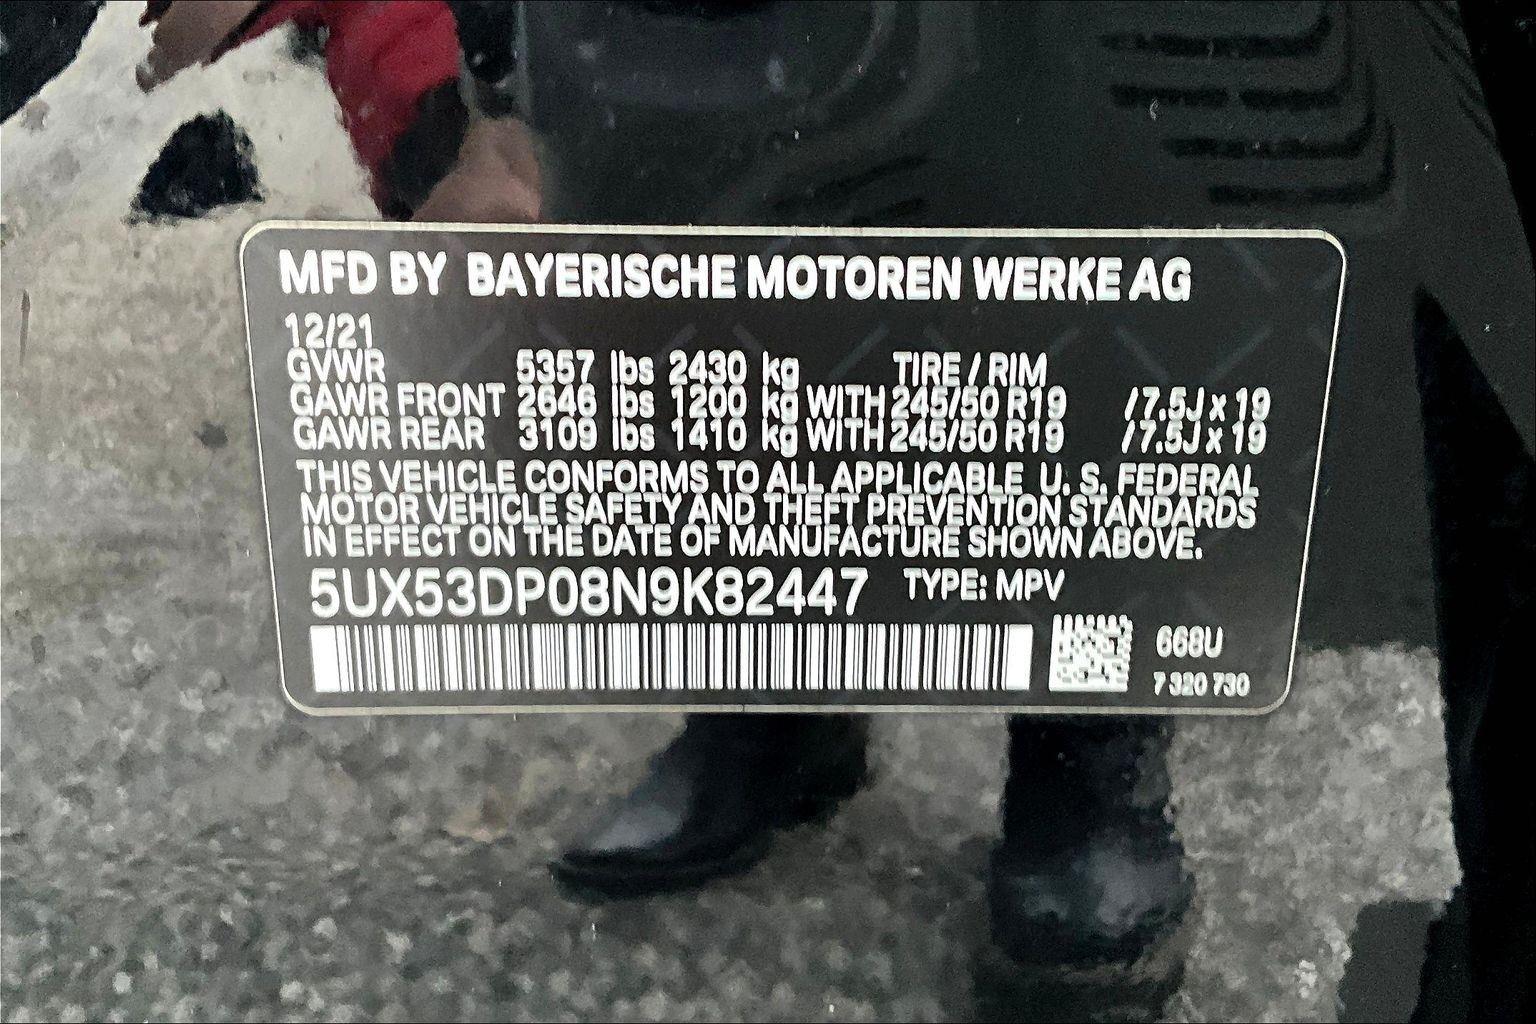 MFD BY BAYERISCHE MOTOREN WERKE AG
12/21
GVWR 5357 lbs 2430 kg TIRE / RIM
GAWR FRONT 2646 lbs 1200 kg WITH 245/50 R19 /7.5J x 19
GAWR REAR 3109 lbs 1410 kg WITH 245/50 R19 /7.5J x 19
THIS VEHICLE CONFORMS TO ALL APPLICABLE U. S. FEDERAL
MOTOR VEHICLE SAFETY AND THEFT PREVENTION STANDARDS
IN EFFECT ON THE DATE OF MANUFACTURE SHOWN ABOVE.
5UX53DP08N9K82447 TYPE: MPV
668U
7 320 730